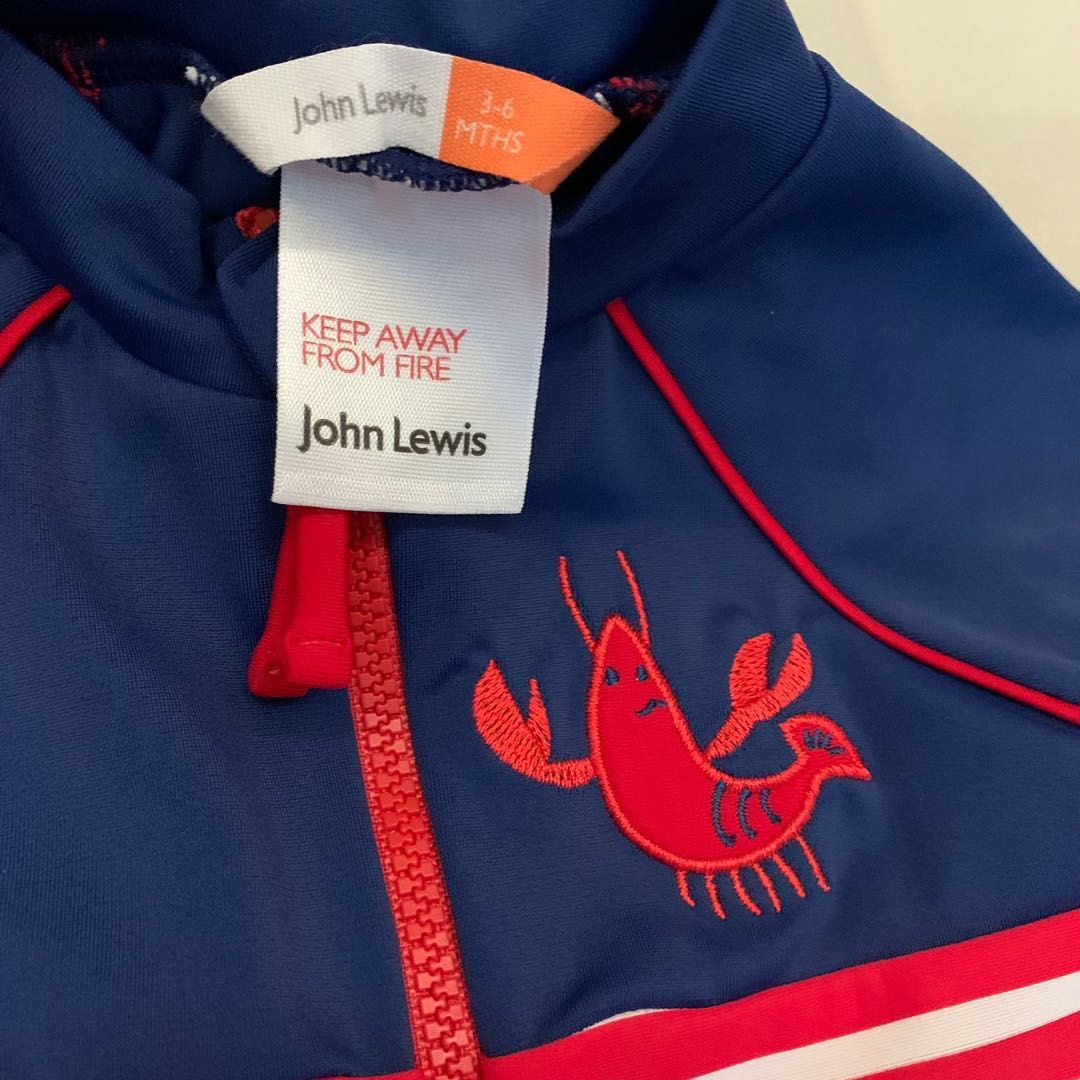 John Lewis
3-6
MTHS
KEEP AWAY
FROM FIRE
John Lewis